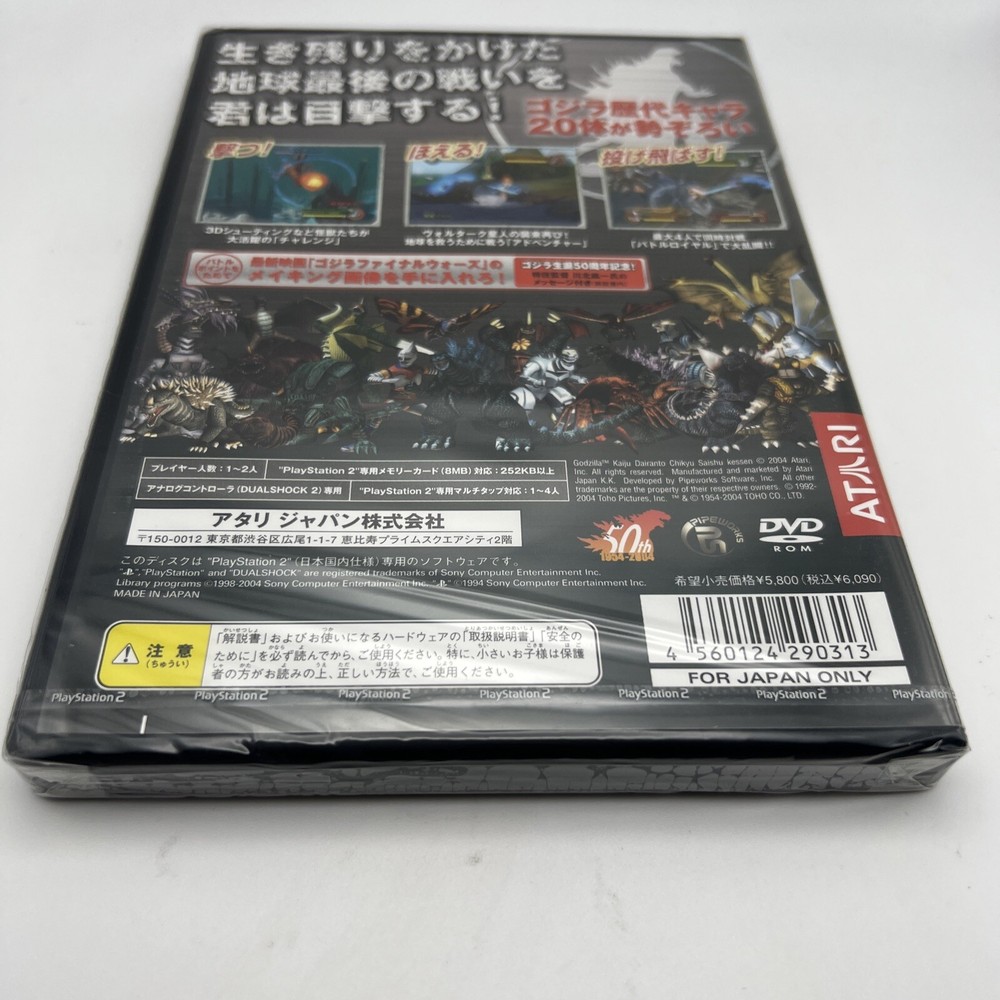 生き残りをかけた
地球最後の戦いを
君は目撃する!
ゴジラ歴代キャラ
20体が勢ぞろい
撃つ!
ほえる!
投げ飛ばす!
3Dシューティングなど怪獣たちが
大活躍の「チャレンジ」
ヴォルターク星人の襲来再び!
地球を救うために戦う「アドベンチャー」
最大4人で同時対戦
「バトルロイヤル」で大乱闘!!
バトル
ポイントを
ためて
最新映画「ゴジラファイナルウォーズ」の
メイキング画像を手に入れろ!
ゴジラ生誕50周年記念!
メッセージ付き
ATARI
プレイヤー人数:1~2人
"PlayStation 2"専用メモリーカード(8MB)対応:252KB以上
アナログコントローラ(DUALSHOCK 2)専用
"PlayStation 2"専用マルチタップ対応:1~4人
Godzilla™ Kaiju Dairanto Chikyu Saishu kessen © 2004 Atari,
Inc. All rights reserved. Manufactured and marketed by Atari
Japan K.K. Developed by Pipeworks Software, Inc. All other
trademarks are the property of their respective owners. © 1992-
2004 Toho Pictures, Inc. ™ & © 1954-2004 TOHO CO., LTD.
アタリ ジャパン株式会社
〒150-0012 東京都渋谷区広尾1-1-7 恵比寿プライムスクエアシティ2階
50th
1954-2004
PIPEWORKS
DVD
ROM
このディスクは "PlayStation 2" (日本国内仕様) 専用のソフトウェアです。
"PlayStation" and "DUALSHOCK" are registered trademarks of Sony Computer Entertainment Inc.
Library programs ©1998-2004 Sony Computer Entertainment Inc. ©1994 Sony Computer Entertainment Inc.
MADE IN JAPAN
希望小売価格¥5,800(税込¥6,090)
4 560124 290313
FOR JAPAN ONLY
注意
(ちゅうい)
「解説書」およびお使いになるハードウェアの「取扱説明書」「安全の
ために」を必ず読んでから、ご使用ください。特に、小さいお子様は保護
者の方がお読みの上、正しい方法で、ご使用ください。
PlayStation 2 PlayStation 2 PlayStation 2 PlayStation 2 PlayStation 2 PlayStation 2 PlayStation